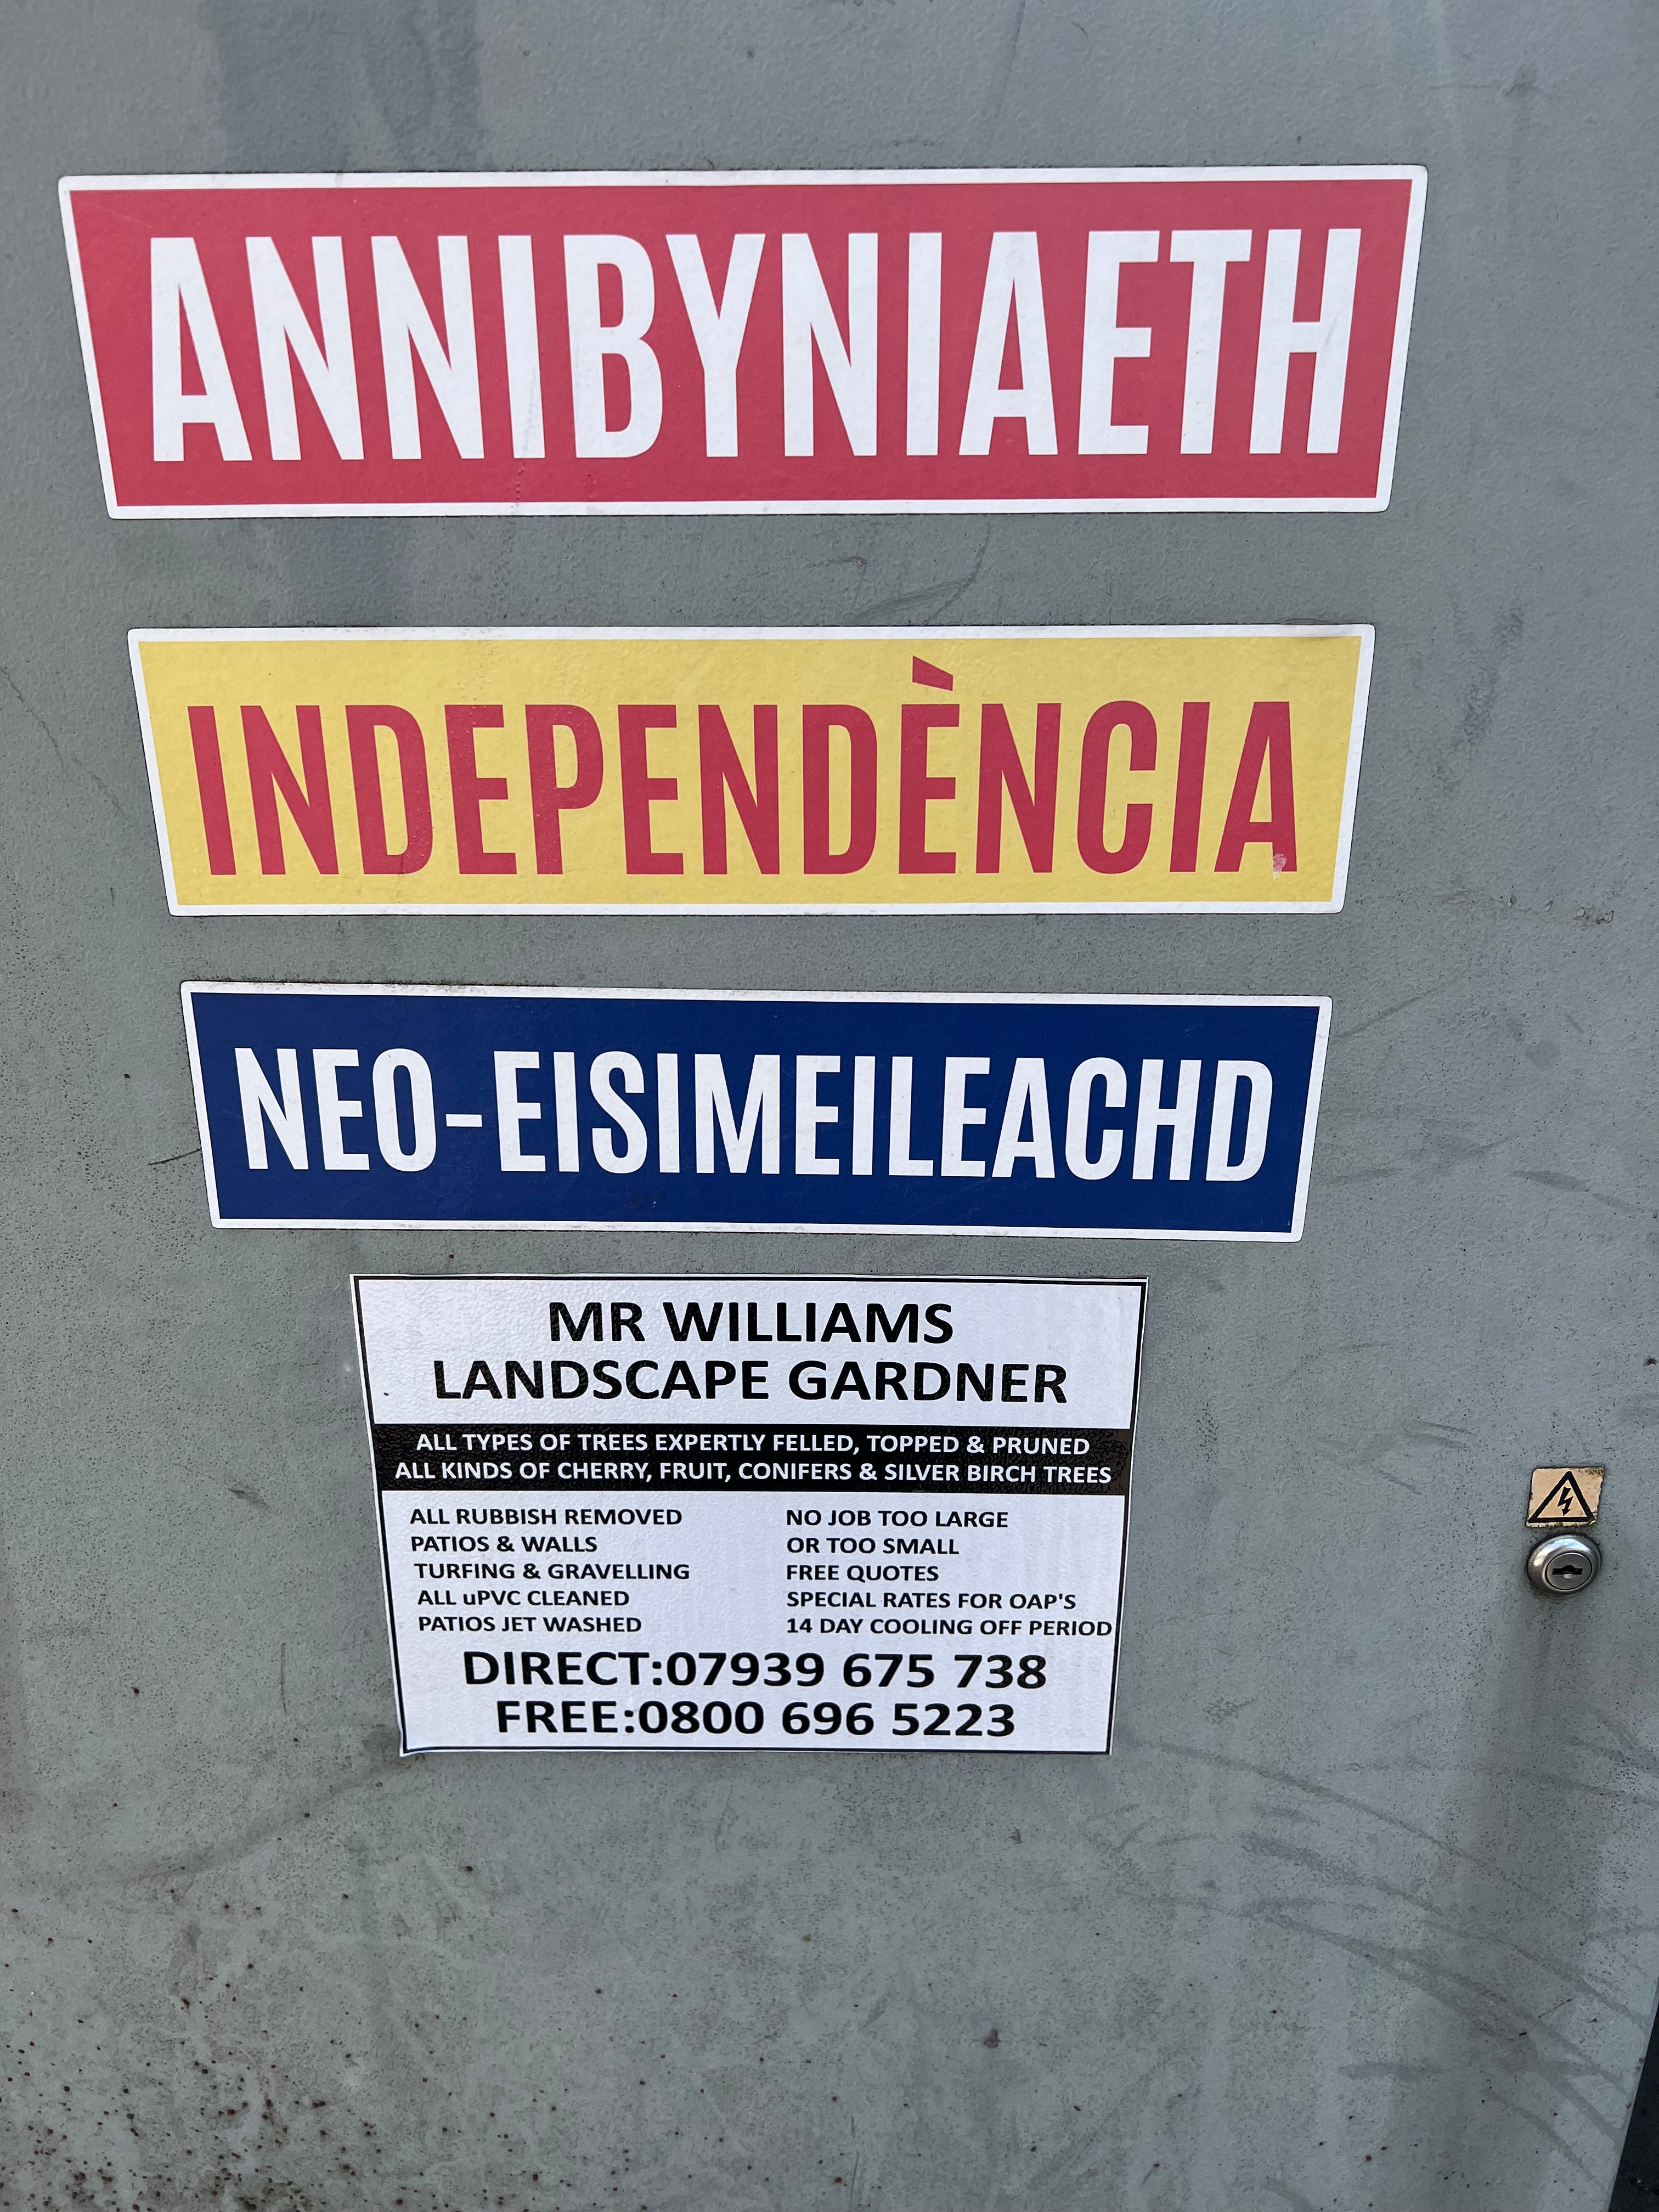 ANNIBYNIAETH
INDEPENDÈNCIA
NEO-EISIMEILEACHD
MR WILLIAMS
LANDSCAPE GARDNER
ALL TYPES OF TREES EXPERTLY FELLED, TOPPED & PRUNED
ALL KINDS OF CHERRY, FRUIT, CONIFERS & SILVER BIRCH TREES
ALL RUBBISH REMOVED
PATIOS & WALLS
TURFING & GRAVELLING
ALL uPVC CLEANED
PATIOS JET WASHED
NO JOB TOO LARGE
OR TOO SMALL
FREE QUOTES
SPECIAL RATES FOR OAP'S
14 DAY COOLING OFF PERIOD
DIRECT:07939 675 738
FREE:0800 696 5223